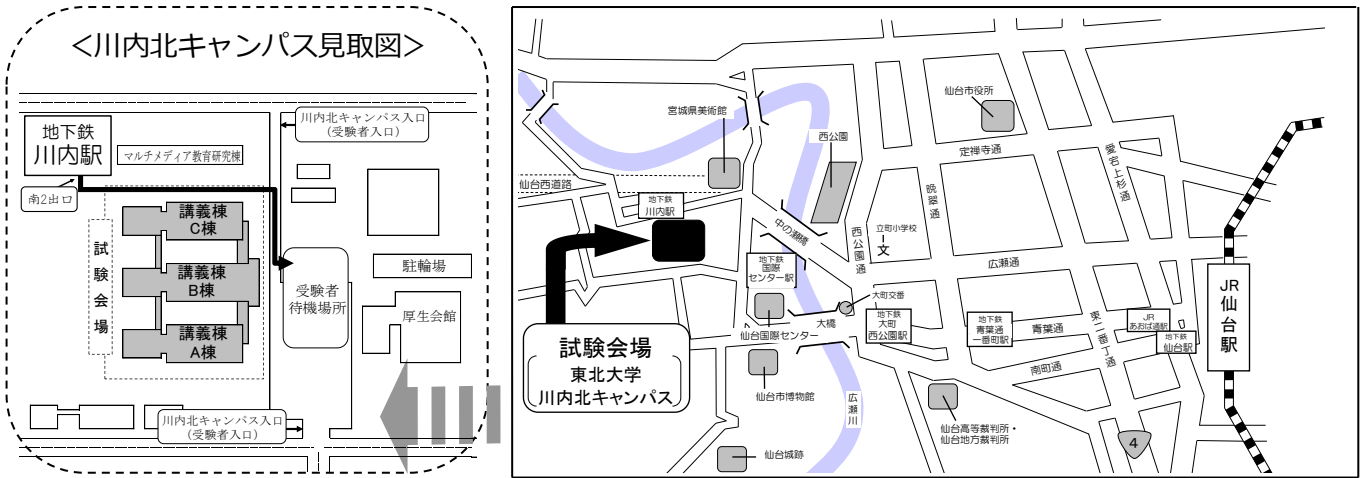 <川内北キャンパス見取図>
川内北キャンパス入口
(受験者入口)
地下鉄
川内駅
マルチメディア教育研究棟
南2出口
試験会場
講義棟
C棟
講義棟
B棟
講義棟
A棟
受験者
待機場所
駐輪場
厚生会館
川内北キャンパス入口
(受験者入口)
宮城県美術館
仙台市役所
西公園
定禅寺通
愛宕上杉通
仙台西道路
地下鉄
川内駅
晩翠通
中の瀬橋
西公園通
立町小学校
文
広瀬通
地下鉄
国際
センター駅
大町交番
JR仙台駅
仙台国際センター
大橋
地下鉄
大町
西公園駅
地下鉄
青葉通
一番町駅
青葉通
東二番丁通
JR
あおば通駅
地下鉄
仙台駅
試験会場
東北大学
川内北キャンパス
南町通
仙台市博物館
広瀬川
仙台高等裁判所・
仙台地方裁判所
4
仙台城跡